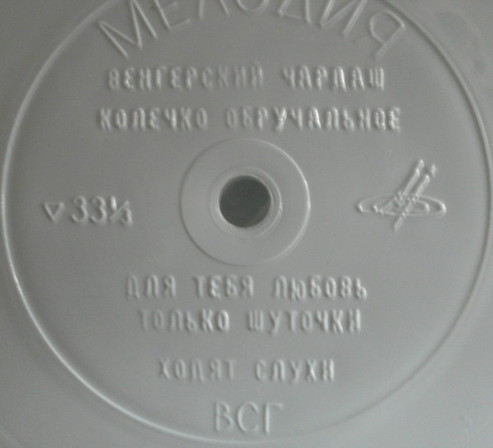 МЕЛОДИЯ
ВЕНГЕРСКИЙ ЧАРДАШ
КОЛЕЧКО ОБРУЧАЛЬНОЕ
▽ 33⅓
ДЛЯ ТЕБЯ ЛЮБОВЬ
ТОЛЬКО ШУТОЧКИ
ХОДЯТ СЛУХИ
ВСГ